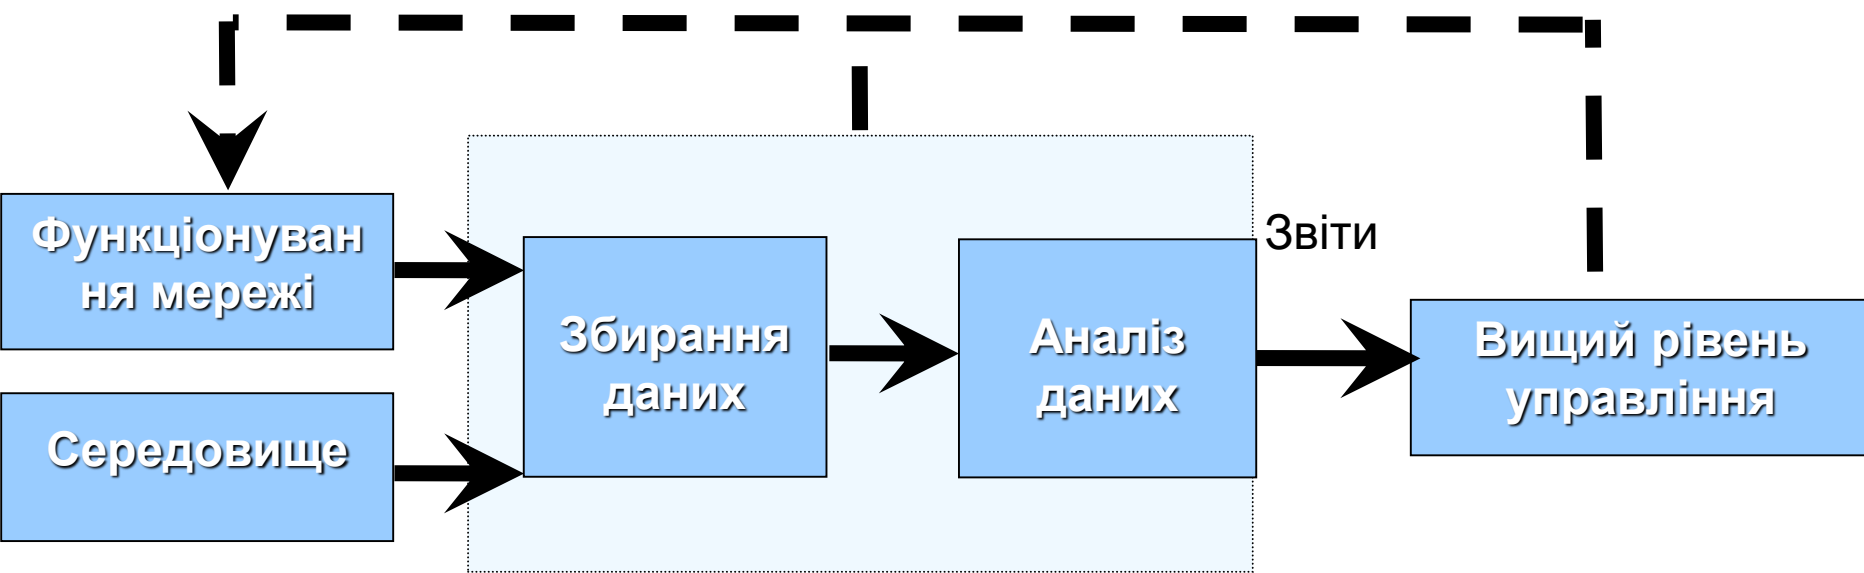 Функціонуван
ня мережі
Середовище
Збирання
даних
Аналіз
даних
Звіти
Вищий рівень
управління